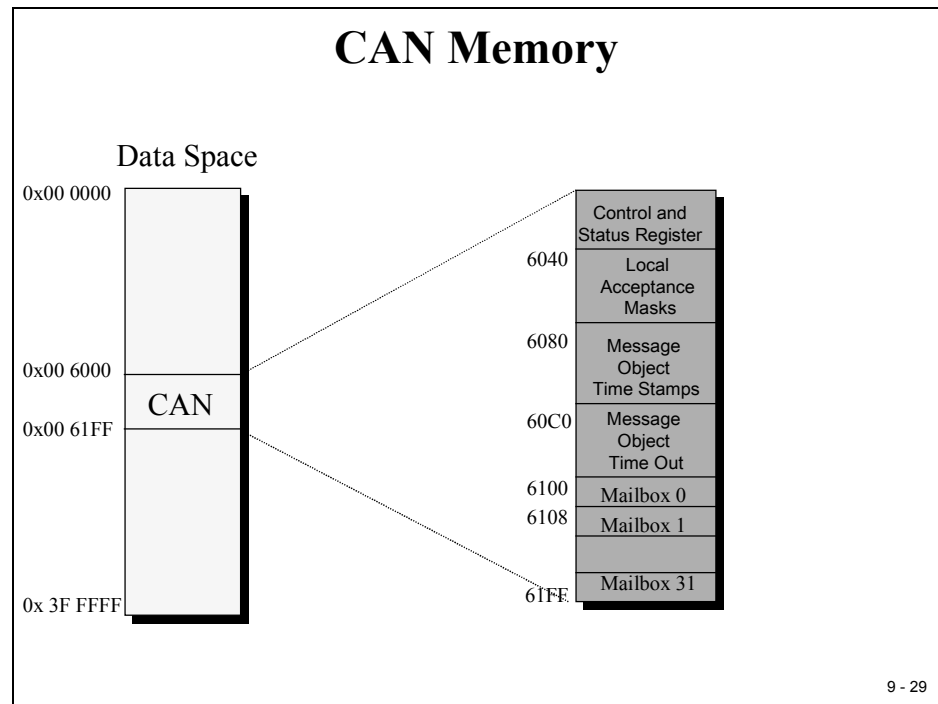 CAN Memory
Data Space
0x00 0000
0x00 6000
CAN
0x00 61FF
0x 3F FFFF
Control and
Status Register
6040
Local
Acceptance
Masks
6080
Message
Object
Time Stamps
60C0
Message
Object
Time Out
6100
Mailbox 0
6108
Mailbox 1
Mailbox 31
61FF
9 - 29